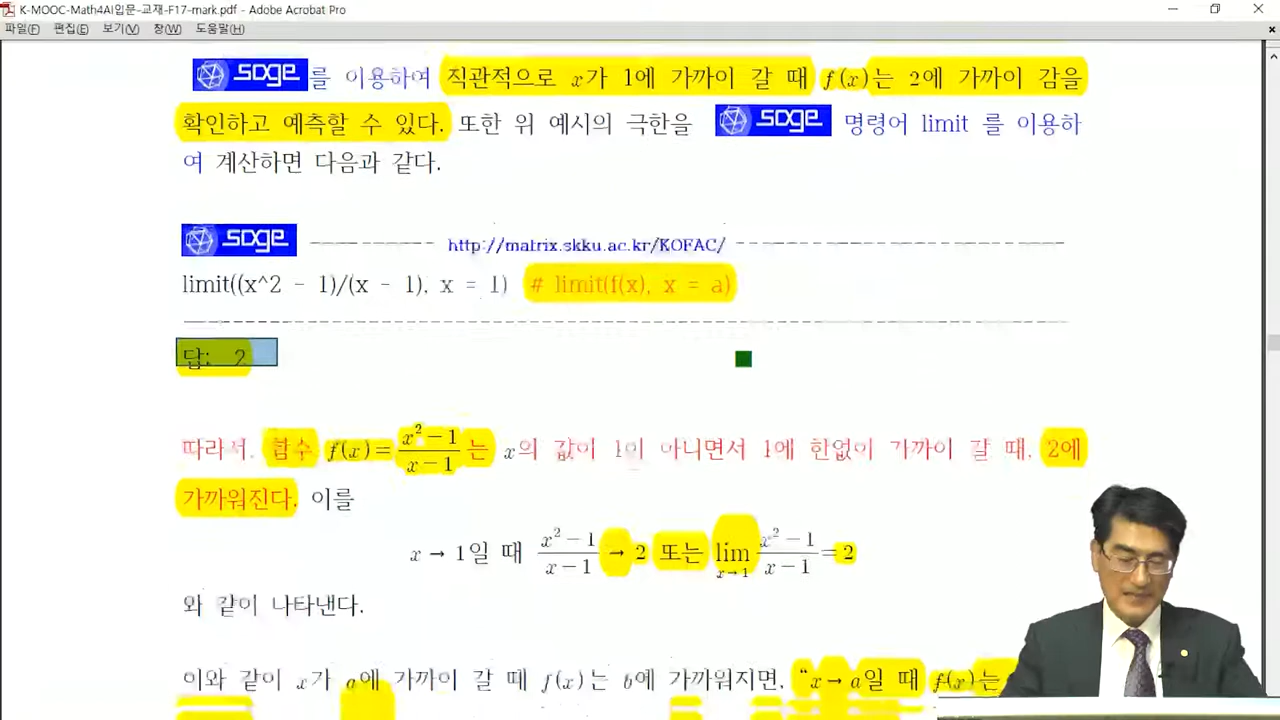 K-MOOC-Math4AI입문-교재-F17-mark.pdf - Adobe Acrobat Pro
파일(F) 편집(E) 보기(V) 창(W) 도움말(H)
sage를 이용하여 직관적으로 x가 1에 가까이 갈 때 f(x)는 2에 가까이 감을
확인하고 예측할 수 있다. 또한 위 예시의 극한을 sage 명령어 limit 를 이용하
여 계산하면 다음과 같다.
sage http://matrix.skku.ac.kr/KOFAC/
limit((x^2 - 1)/(x - 1), x = 1) # limit(f(x), x = a)
답: 2
따라서, 함수 f(x)=(x²-1)/(x-1)는 x의 값이 1이 아니면서 1에 한없이 가까이 갈 때, 2에
가까워진다. 이를
x→1일 때 (x²-1)/(x-1) → 2 또는 lim x→1 (x²-1)/(x-1) = 2
와 같이 나타낸다.
이와 같이 x가 a에 가까이 갈 때 f(x)는 b에 가까워지면, "x→a일 때 f(x)는